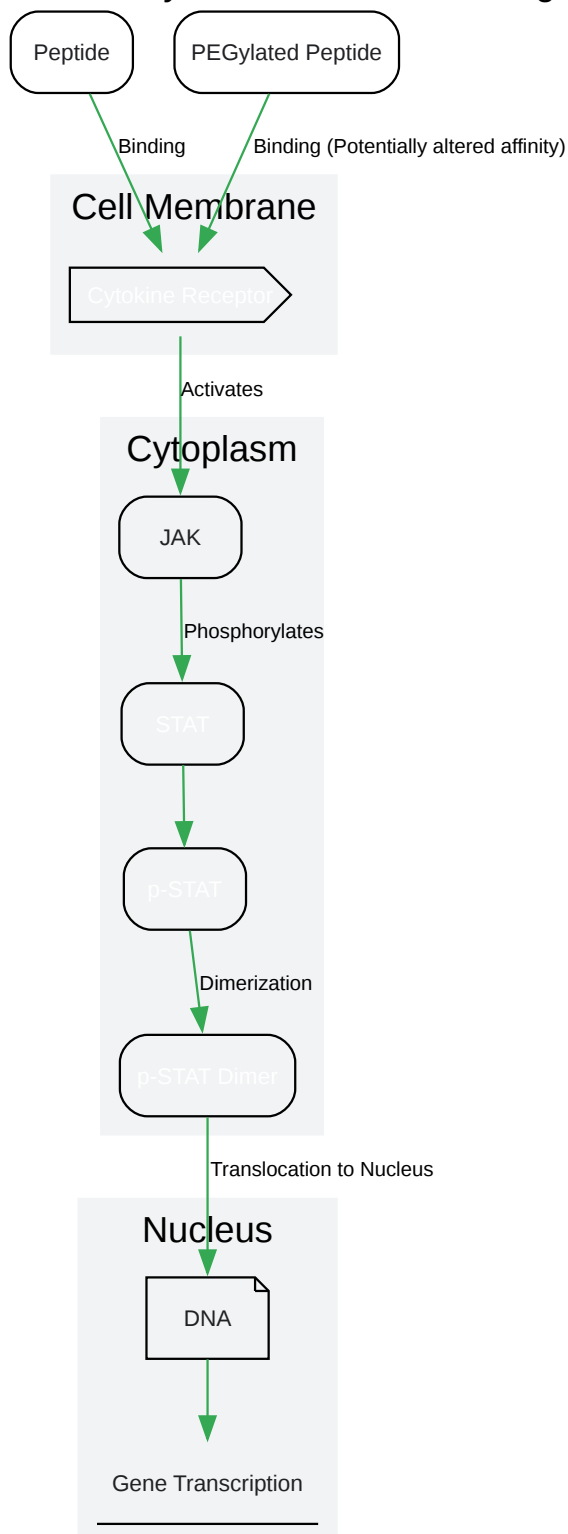 Peptide
PEGylated Peptide
Binding
Binding (Potentially altered affinity)
Cell Membrane
Cytokine Receptor
Activates
Cytoplasm
JAK
Phosphorylates
STAT
p-STAT
Dimerization
p-STAT Dimer
Translocation to Nucleus
Nucleus
DNA
Gene Transcription